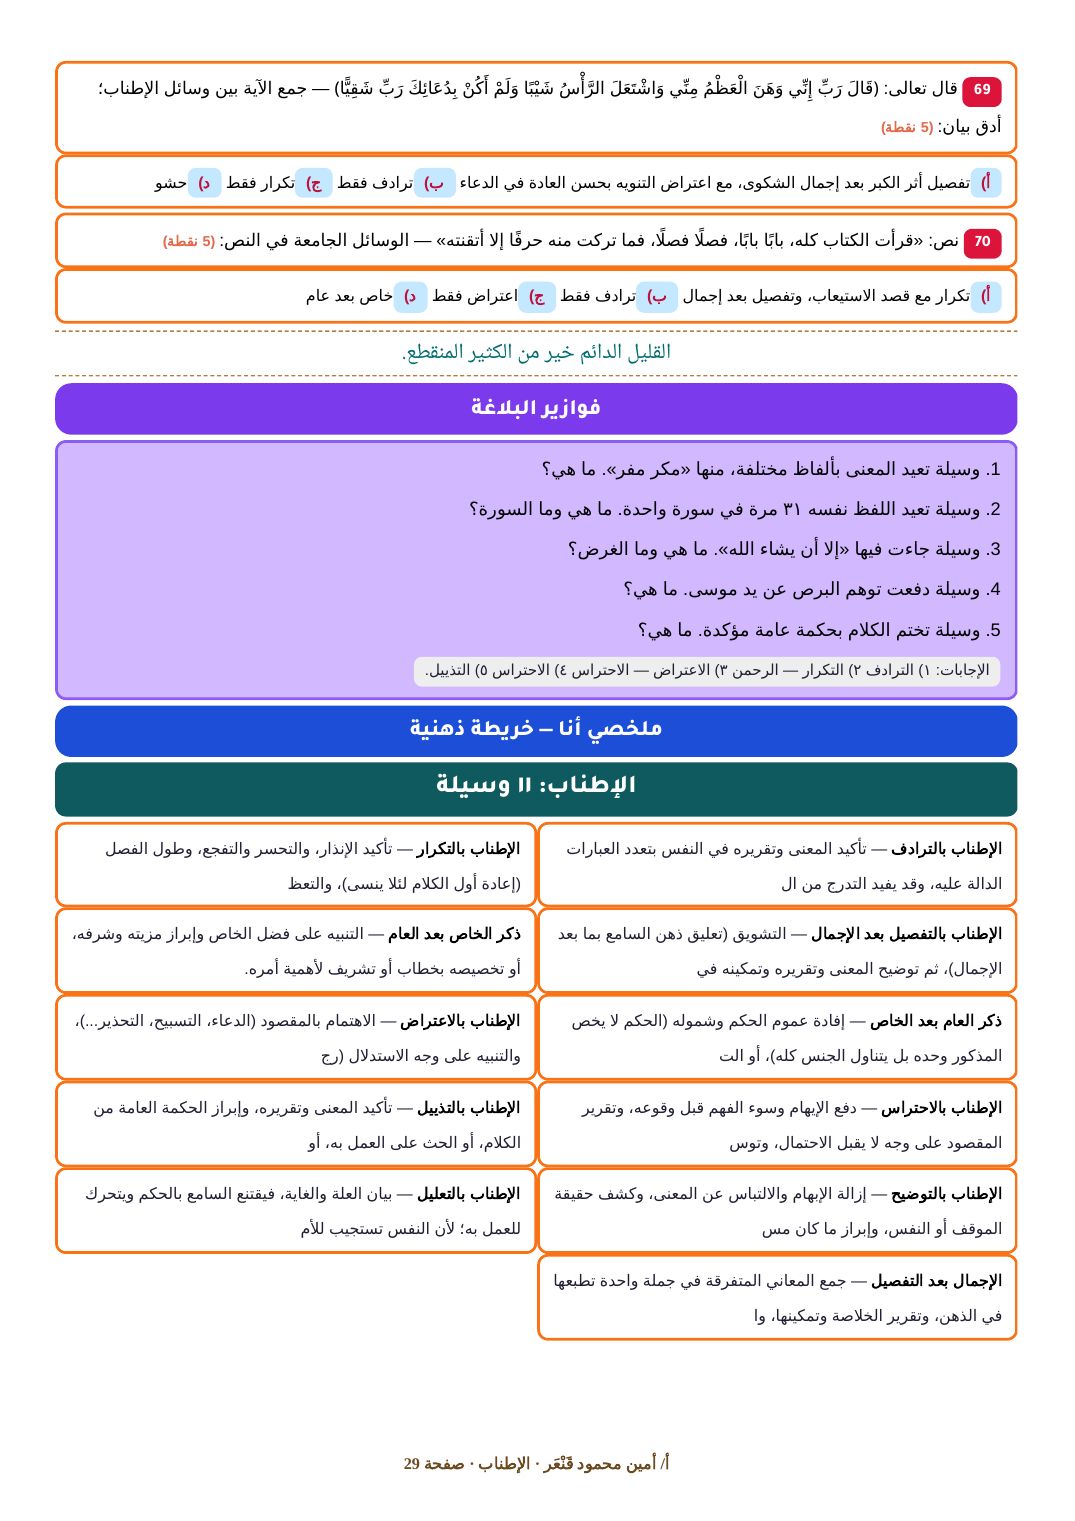 69 قال تعالى: (قَالَ رَبِّ إِنِّي وَهَنَ الْعَظْمُ مِنِّي وَاشْتَعَلَ الرَّأْسُ شَيْبًا وَلَمْ أَكُنْ بِدُعَائِكَ رَبِّ شَقِيًّا) — جمع الآية بين وسائل الإطناب؛
أدق بيان: (5 نقطة)
أ) تفصيل أثر الكبر بعد إجمال الشكوى، مع اعتراض التنويه بحسن العادة في الدعاء ب) ترادف فقط ج) تكرار فقط د) حشو
70 نص: «قرأت الكتاب كله، بابًا بابًا، فصلًا فصلًا، فما تركت منه حرفًا إلا أتقنته» — الوسائل الجامعة في النص: (5 نقطة)
أ) تكرار مع قصد الاستيعاب، وتفصيل بعد إجمال ب) ترادف فقط ج) اعتراض فقط د) خاص بعد عام
القليل الدائم خير من الكثير المنقطع.
فوازير البلاغة
1. وسيلة تعيد المعنى بألفاظ مختلفة، منها «مكر مفر». ما هي؟
2. وسيلة تعيد اللفظ نفسه ٣١ مرة في سورة واحدة. ما هي وما السورة؟
3. وسيلة جاءت فيها «إلا أن يشاء الله». ما هي وما الغرض؟
4. وسيلة دفعت توهم البرص عن يد موسى. ما هي؟
5. وسيلة تختم الكلام بحكمة عامة مؤكدة. ما هي؟
الإجابات: ١) الترادف ٢) التكرار — الرحمن ٣) الاعتراض — الاحتراس ٤) الاحتراس ٥) التذييل.
ملخصي أنا – خريطة ذهنية
الإطناب: ١١ وسيلة
الإطناب بالترادف — تأكيد المعنى وتقريره في النفس بتعدد العبارات
الدالة عليه، وقد يفيد التدرج من ال
الإطناب بالتكرار — تأكيد الإنذار، والتحسر والتفجع، وطول الفصل
(إعادة أول الكلام لئلا ينسى)، والتعظ
الإطناب بالتفصيل بعد الإجمال — التشويق (تعليق ذهن السامع بما بعد
الإجمال)، ثم توضيح المعنى وتقريره وتمكينه في
ذكر الخاص بعد العام — التنبيه على فضل الخاص وإبراز مزيته وشرفه،
أو تخصيصه بخطاب أو تشريف لأهمية أمره.
ذكر العام بعد الخاص — إفادة عموم الحكم وشموله (الحكم لا يخص
المذكور وحده بل يتناول الجنس كله)، أو الت
الإطناب بالاعتراض — الاهتمام بالمقصود (الدعاء، التسبيح، التحذير...)،
والتنبيه على وجه الاستدلال (رج
الإطناب بالاحتراس — دفع الإيهام وسوء الفهم قبل وقوعه، وتقرير
المقصود على وجه لا يقبل الاحتمال، وتوس
الإطناب بالتذييل — تأكيد المعنى وتقريره، وإبراز الحكمة العامة من
الكلام، أو الحث على العمل به، أو
الإطناب بالتوضيح — إزالة الإبهام والالتباس عن المعنى، وكشف حقيقة
الموقف أو النفس، وإبراز ما كان مس
الإطناب بالتعليل — بيان العلة والغاية، فيقتنع السامع بالحكم ويتحرك
للعمل به؛ لأن النفس تستجيب للأم
الإجمال بعد التفصيل — جمع المعاني المتفرقة في جملة واحدة تطبعها
في الذهن، وتقرير الخلاصة وتمكينها، وا
أ/ أمين محمود قَنْعَر · الإطناب · صفحة 29